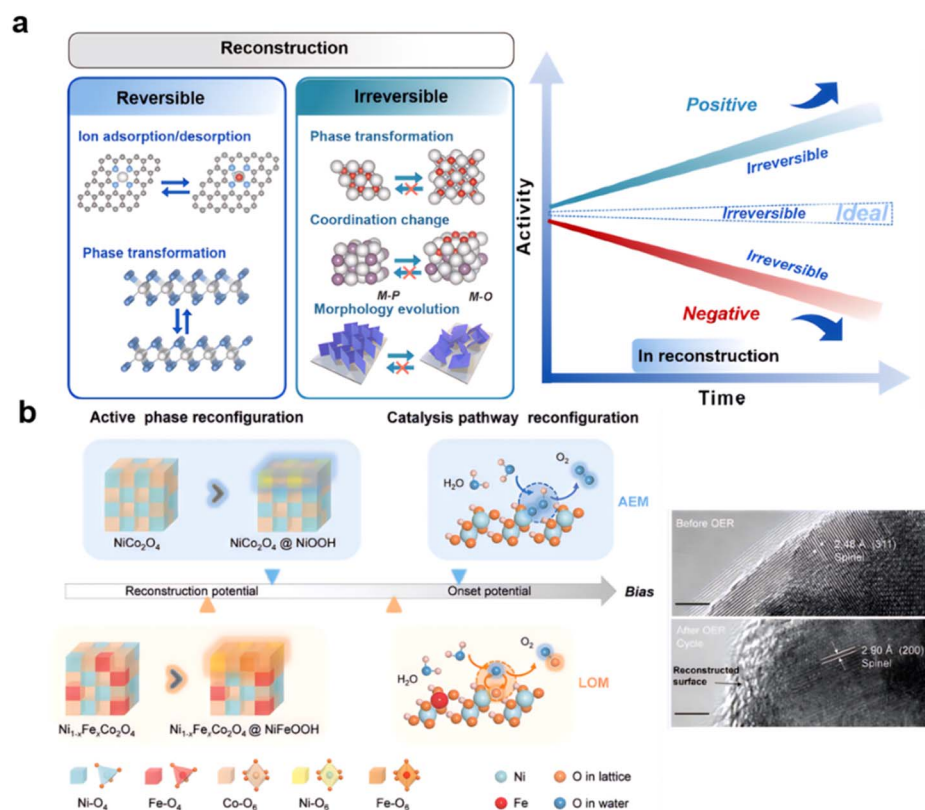 a
Reconstruction
Reversible
Ion adsorption/desorption
Phase transformation
Irreversible
Phase transformation
Coordination change
M-P
M-O
Morphology evolution
Activity
Positive
Irreversible
Irreversible
Ideal
Irreversible
Negative
In reconstruction
Time
b
Active phase reconfiguration
Catalysis pathway reconfiguration
NiCo₂O₄
NiCo₂O₄ @ NiOOH
H₂O
O₂
AEM
Reconstruction potential
Onset potential
Bias
Ni₁₋ₓFeₓCo₂O₄
Ni₁₋ₓFeₓCo₂O₄ @ NiFeOOH
H₂O
O₂
LOM
Ni-O₄
Fe-O₄
Co-O₆
Ni-O₆
Fe-O₆
Ni
O in lattice
Fe
O in water
Before OER
2.48 Å (311)
Spinel
After OER
Cycle
2.90 Å (200)
Spinel
Reconstructed
surface